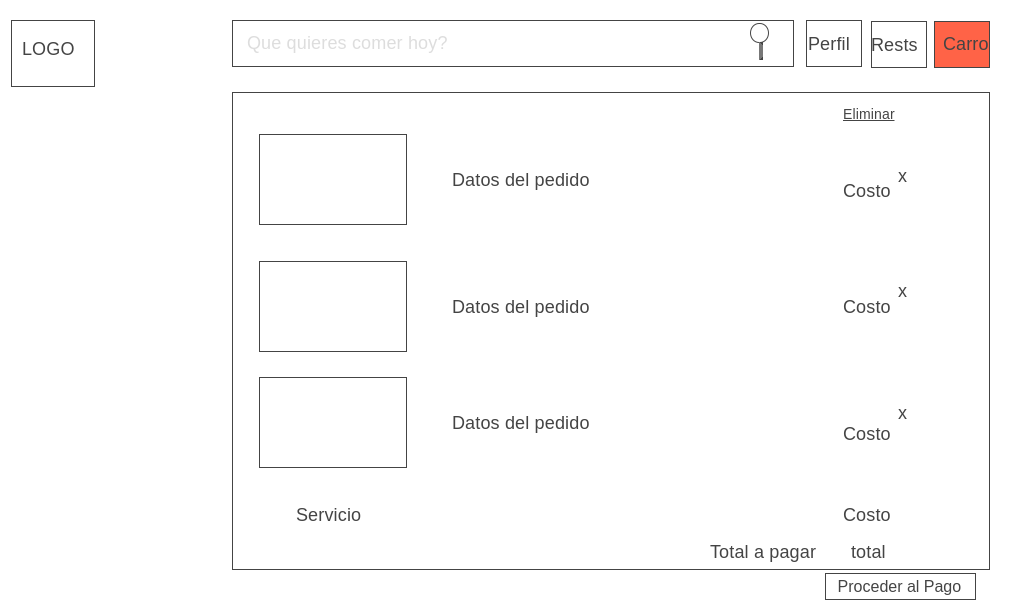 LOGO
Que quieres comer hoy?
Perfil
Rests
Carro
Eliminar
Datos del pedido
x
Costo
Datos del pedido
x
Costo
Datos del pedido
x
Costo
Servicio
Costo
Total a pagar total
Proceder al Pago